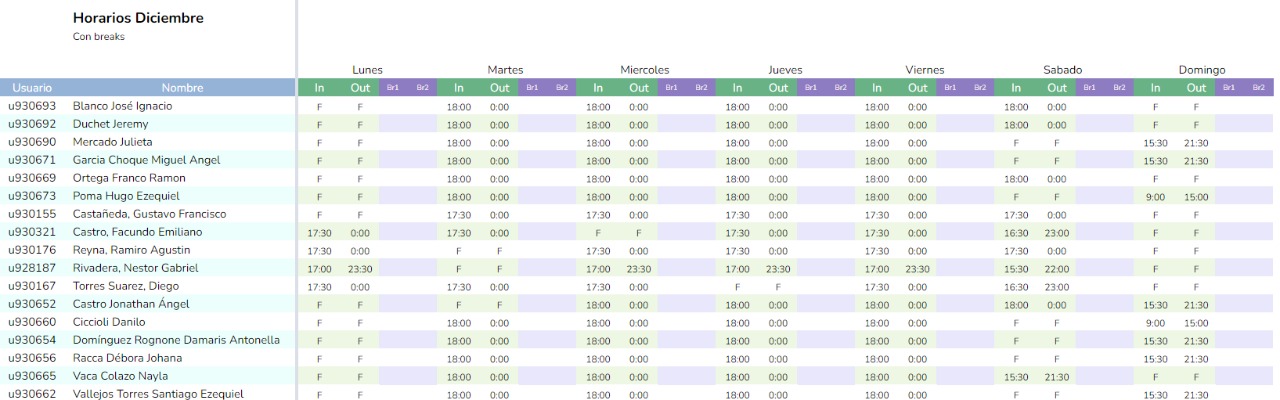 Horarios Diciembre
Con breaks
Lunes Martes Miercoles Jueves Viernes Sabado Domingo
Usuario Nombre In Out Br1 Br2 In Out Br1 Br2 In Out Br1 Br2 In Out Br1 Br2 In Out Br1 Br2 In Out Br1 Br2 In Out Br1 Br2
u930693 Blanco José Ignacio F F 18:00 0:00 18:00 0:00 18:00 0:00 18:00 0:00 18:00 0:00 F F
u930692 Duchet Jeremy F F 18:00 0:00 18:00 0:00 18:00 0:00 18:00 0:00 18:00 0:00 F F
u930690 Mercado Julieta F F 18:00 0:00 18:00 0:00 18:00 0:00 18:00 0:00 F F 15:30 21:30
u930671 Garcia Choque Miguel Angel F F 18:00 0:00 18:00 0:00 18:00 0:00 18:00 0:00 F F 15:30 21:30
u930669 Ortega Franco Ramon F F 18:00 0:00 18:00 0:00 18:00 0:00 18:00 0:00 18:00 0:00 F F
u930673 Poma Hugo Ezequiel F F 18:00 0:00 18:00 0:00 18:00 0:00 18:00 0:00 F F 9:00 15:00
u930155 Castañeda, Gustavo Francisco F F 17:30 0:00 17:30 0:00 17:30 0:00 17:30 0:00 17:30 0:00 F F
u930321 Castro, Facundo Emiliano 17:30 0:00 17:30 0:00 F F 17:30 0:00 17:30 0:00 16:30 23:00 F F
u930176 Reyna, Ramiro Agustin 17:30 0:00 F F 17:30 0:00 17:30 0:00 17:30 0:00 17:30 0:00 F F
u928187 Rivadera, Nestor Gabriel 17:00 23:30 F F 17:00 23:30 17:00 23:30 17:00 23:30 15:30 22:00 F F
u930167 Torres Suarez, Diego 17:30 0:00 17:30 0:00 17:30 0:00 F F 17:30 0:00 16:30 23:00 F F
u930652 Castro Jonathan Ángel F F F F 18:00 0:00 18:00 0:00 18:00 0:00 18:00 0:00 15:30 21:30
u930660 Ciccioli Danilo F F 18:00 0:00 18:00 0:00 18:00 0:00 18:00 0:00 F F 9:00 15:00
u930654 Domínguez Rognone Damaris Antonella F F 18:00 0:00 18:00 0:00 18:00 0:00 18:00 0:00 F F 15:30 21:30
u930656 Racca Débora Johana F F 18:00 0:00 18:00 0:00 18:00 0:00 18:00 0:00 F F 15:30 21:30
u930665 Vaca Colazo Nayla F F 18:00 0:00 18:00 0:00 18:00 0:00 18:00 0:00 15:30 21:30 F F
u930662 Vallejos Torres Santiago Ezequiel F F 18:00 0:00 18:00 0:00 18:00 0:00 18:00 0:00 F F 15:30 21:30